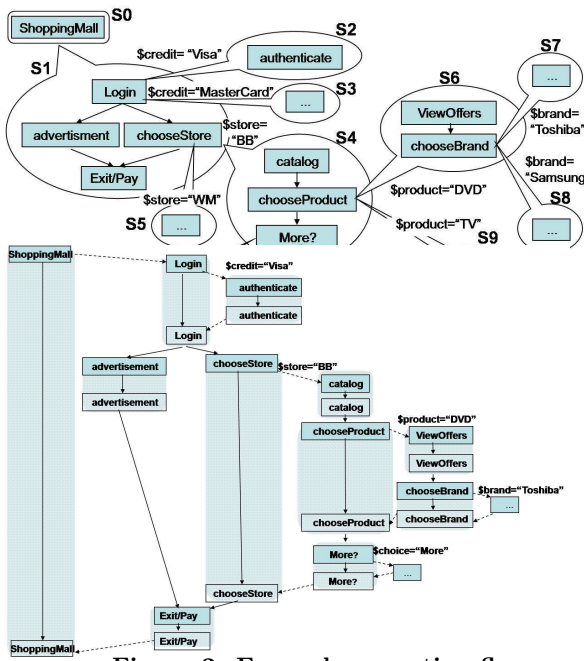 S0
ShoppingMall
S1
$credit= "Visa"
S2
authenticate
Login
$credit="MasterCard"
S3
...
advertisment
chooseStore
$store=
"BB"
Exit/Pay
$store="WM"
S5
...
S4
catalog
chooseProduct
More?
S6
ViewOffers
chooseBrand
S7
...
$brand=
"Toshiba"
$brand=
"Samsung
S8
...
$product="DVD"
$product="TV"
S9
ShoppingMall
Login
$credit="Visa"
authenticate
authenticate
Login
advertisement
advertisement
chooseStore
$store="BB"
catalog
catalog
chooseProduct
$product="DVD"
ViewOffers
ViewOffers
chooseBrand
$brand="Toshiba"
...
chooseBrand
chooseProduct
More?
$choice="More"
...
More?
chooseStore
Exit/Pay
Exit/Pay
ShoppingMall